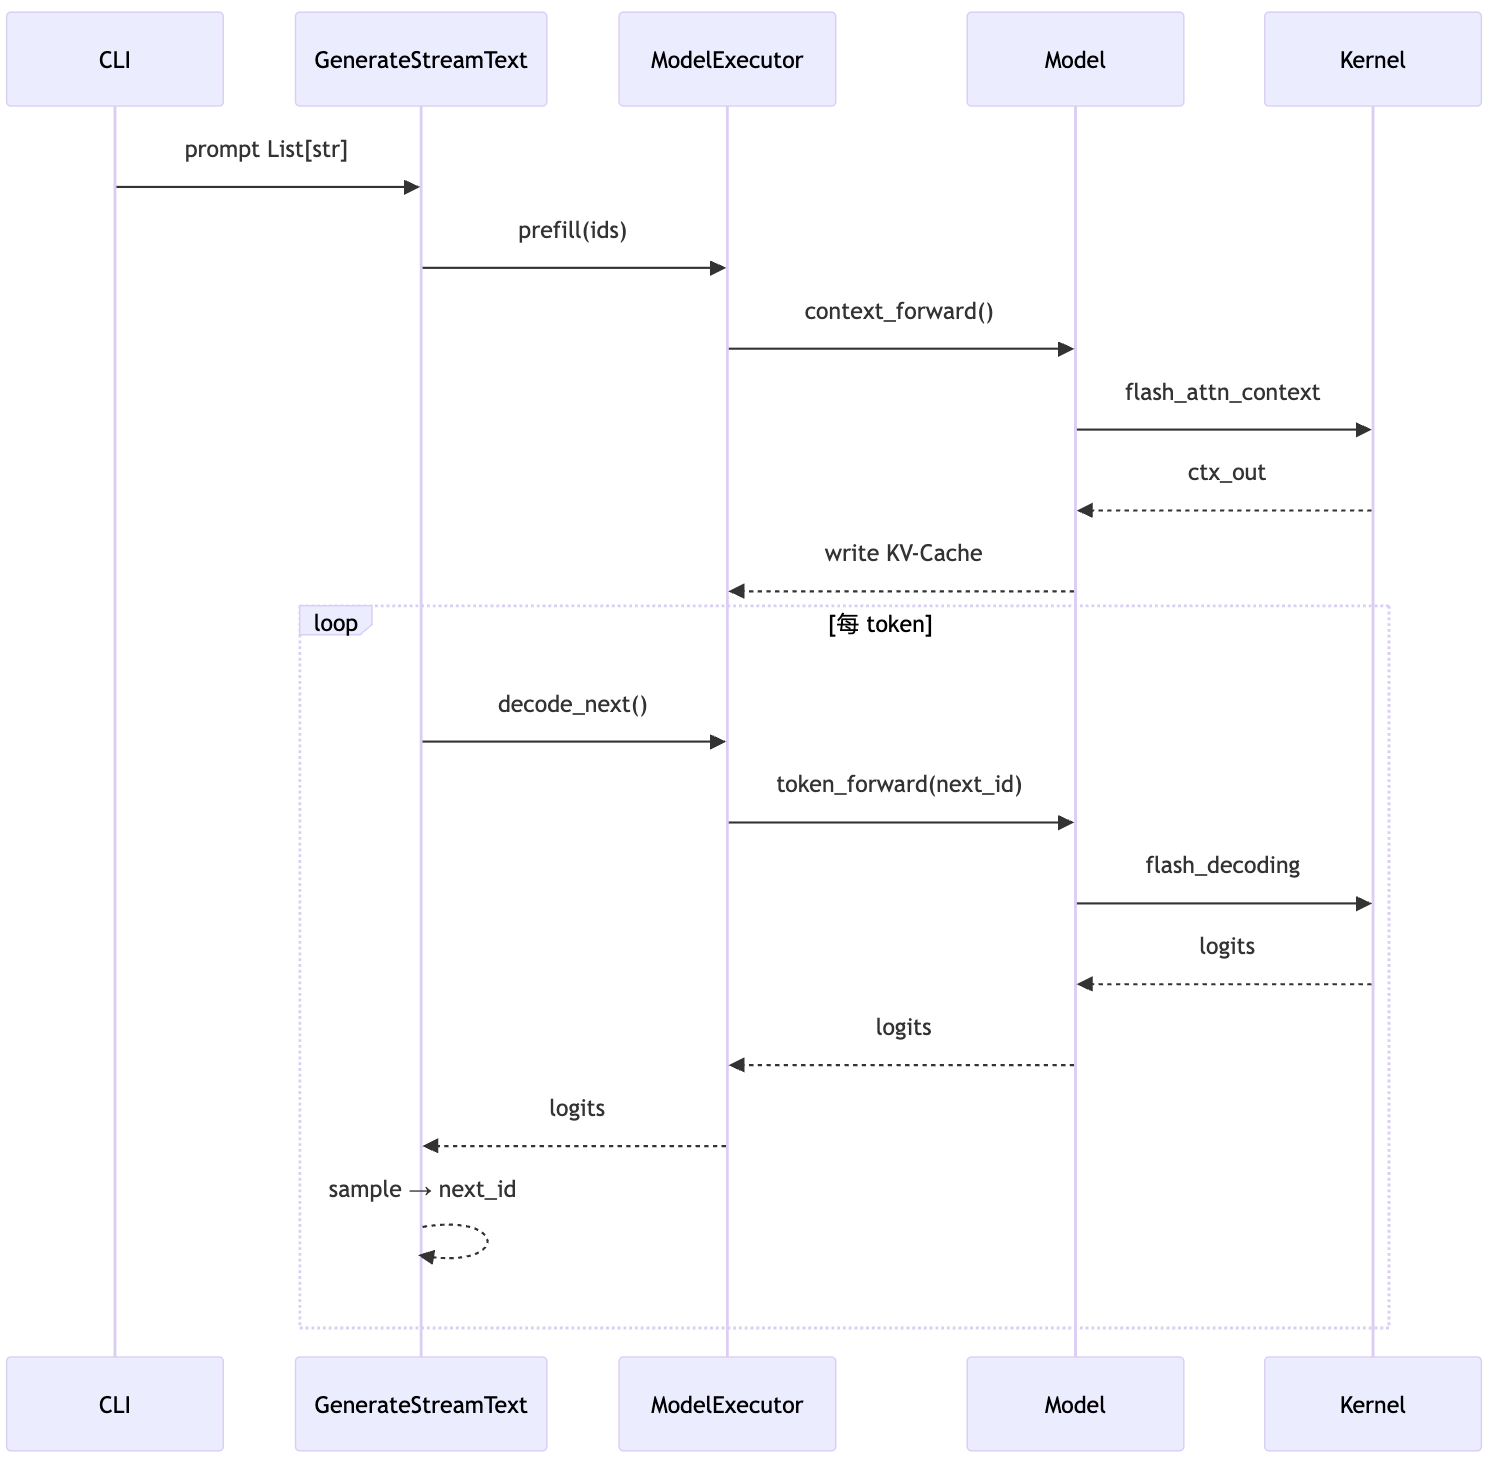 CLI
GenerateStreamText
ModelExecutor
Model
Kernel
prompt List[str]
prefill(ids)
context_forward()
flash_attn_context
ctx_out
write KV-Cache
loop
[每 token]
decode_next()
token_forward(next_id)
flash_decoding
logits
logits
logits
sample → next_id
CLI
GenerateStreamText
ModelExecutor
Model
Kernel